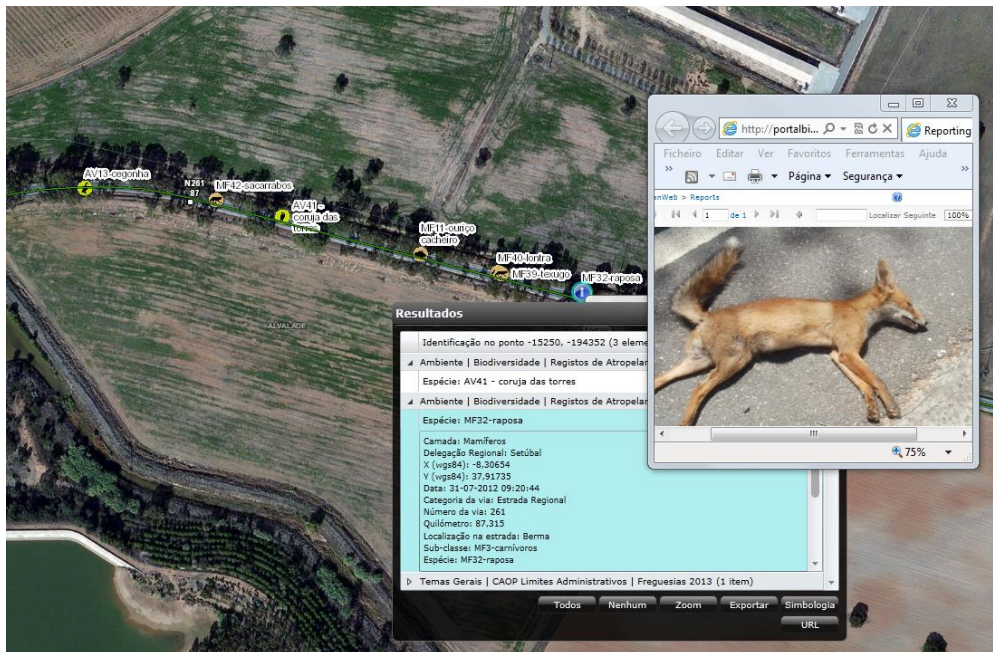 AV13-cegonha
N261
87
MF42-sacarrabos
AV41 -
coruja das
torres
MF11-ouriço
cacheiro
MF40-lontra
MF39-texugo
MF32-raposa
ALVALADE
http://portalbi...
Reporting
Ficheiro Editar Ver Favoritos Ferramentas Ajuda
Página Segurança
enWeb > Reports
1 de 1 Localizar Seguinte 100%
75%
Resultados
Identificação no ponto -15250, -194352 (3 eleme
Ambiente | Biodiversidade | Registos de Atropelar
Espécie: AV41 - coruja das torres
Ambiente | Biodiversidade | Registos de Atropelar
Espécie: MF32-raposa
Camada: Mamíferos
Delegação Regional: Setúbal
X (wgs84): -8,30654
Y (wgs84): 37,91735
Data: 31-07-2012 09:20:44
Categoria da via: Estrada Regional
Número da via: 261
Quilómetro: 87,315
Localização na estrada: Berma
Sub-classe: MF3-carnívoros
Espécie: MF32-raposa
Temas Gerais | CAOP Limites Administrativos | Freguesias 2013 (1 item)
Todos Nenhum Zoom Exportar Simbologia
URL